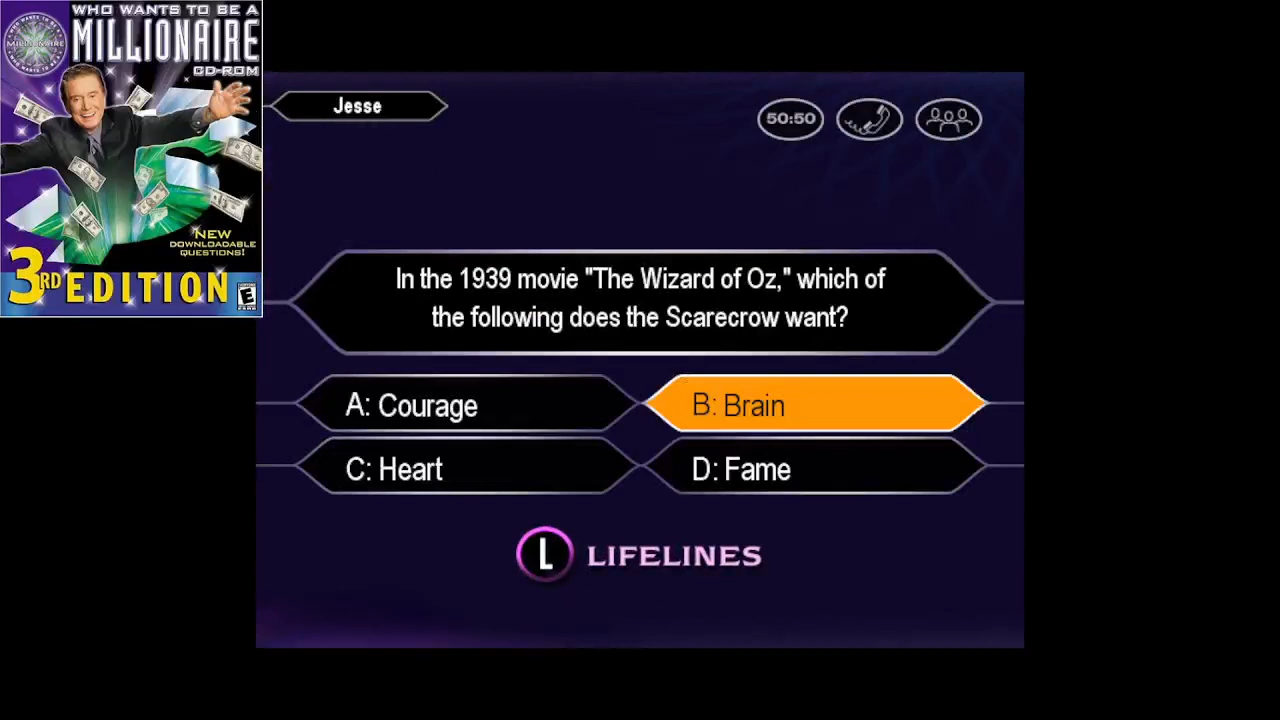 WHO WANTS TO BE A
MILLIONAIRE
CD-ROM
NEW
DOWNLOADABLE
QUESTIONS!
3RD EDITION
Jesse
50:50
In the 1939 movie "The Wizard of Oz," which of
the following does the Scarecrow want?
A: Courage
B: Brain
C: Heart
D: Fame
L LIFELINES